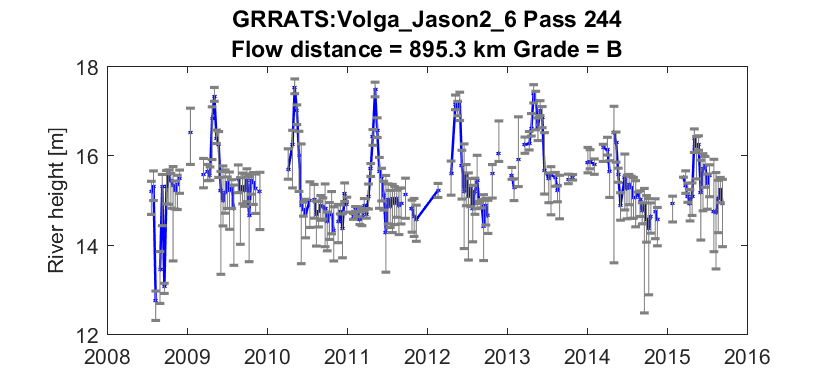 GRRATS:Volga_Jason2_6 Pass 244
Flow distance = 895.3 km Grade = B
River height [m]
18
16
14
12
2008 2009 2010 2011 2012 2013 2014 2015 2016